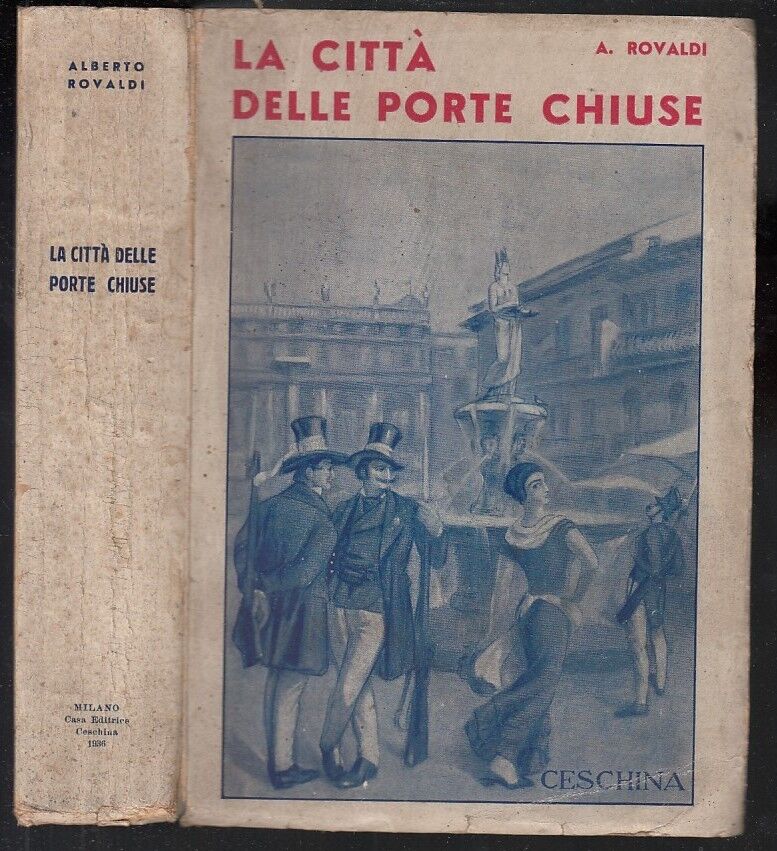 ALBERTO
ROVALDI
LA CITTÀ DELLE
PORTE CHIUSE
MILANO
Casa Editrice
Ceschina
1936
LA CITTÀ
A. ROVALDI
DELLE PORTE CHIUSE
CESCHINA